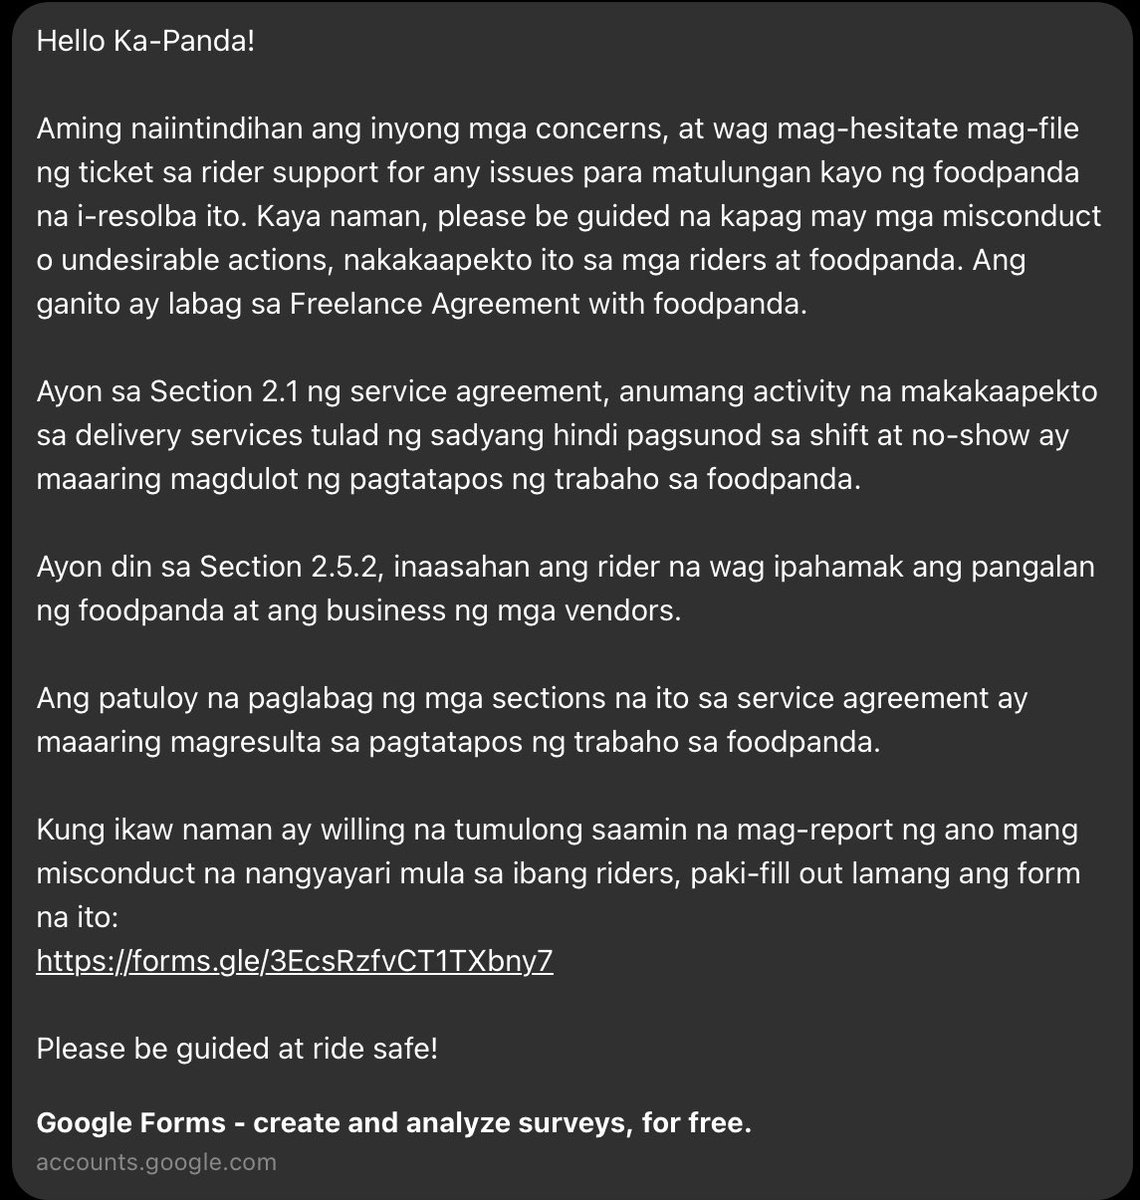 Hello Ka-Panda!
Aming naiintindihan ang inyong mga concerns, at wag mag-hesitate mag-file
ng ticket sa rider support for any issues para matulungan kayo ng foodpanda
na i-resolba ito. Kaya naman, please be guided na kapag may mga misconduct
o undesirable actions, nakakaapekto ito sa mga riders at foodpanda. Ang
ganito ay labag sa Freelance Agreement with foodpanda.
Ayon sa Section 2.1 ng service agreement, anumang activity na makakaapekto
sa delivery services tulad ng sadyang hindi pagsunod sa shift at no-show ay
maaaring magdulot ng pagtatapos ng trabaho sa foodpanda.
Ayon din sa Section 2.5.2, inaasahan ang rider na wag ipahamak ang pangalan
ng foodpanda at ang business ng mga vendors.
Ang patuloy na paglabag ng mga sections na ito sa service agreement ay
maaaring magresulta sa pagtatapos ng trabaho sa foodpanda.
Kung ikaw naman ay willing na tumulong saamin na mag-report ng ano mang
misconduct na nangyayari mula sa ibang riders, paki-fill out lamang ang form
na ito:
https://forms.gle/3EcsRzfvCT1TXbny7
Please be guided at ride safe!
Google Forms - create and analyze surveys, for free.
accounts.google.com